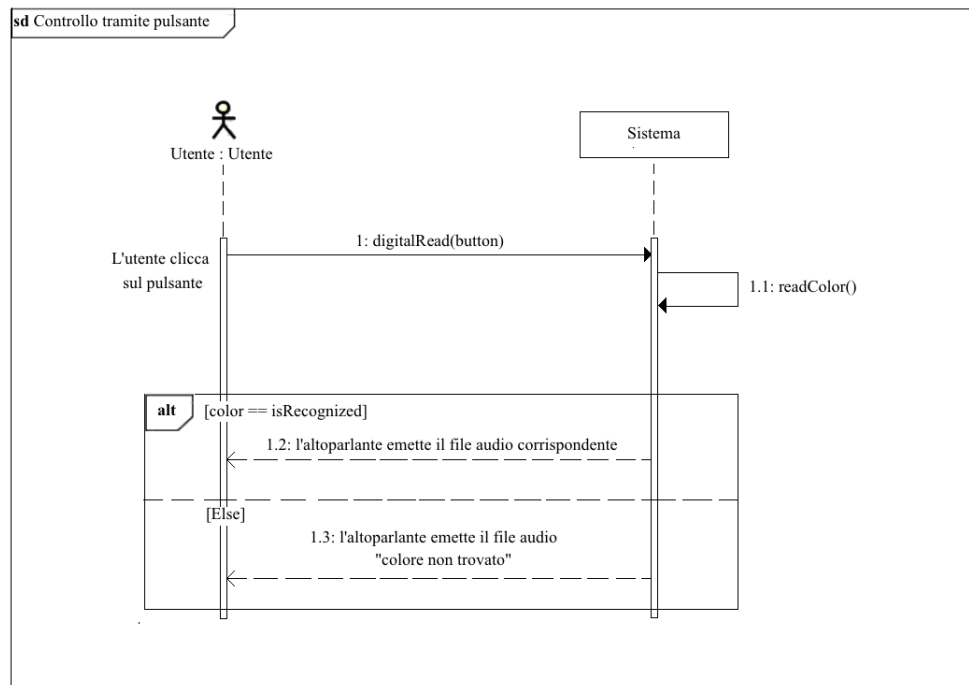 sd Controllo tramite pulsante
Utente : Utente
Sistema
1: digitalRead(button)
L'utente clicca
sul pulsante
1.1: readColor()
alt
[color == isRecognized]
1.2: l'altoparlante emette il file audio corrispondente
[Else]
1.3: l'altoparlante emette il file audio
"colore non trovato"